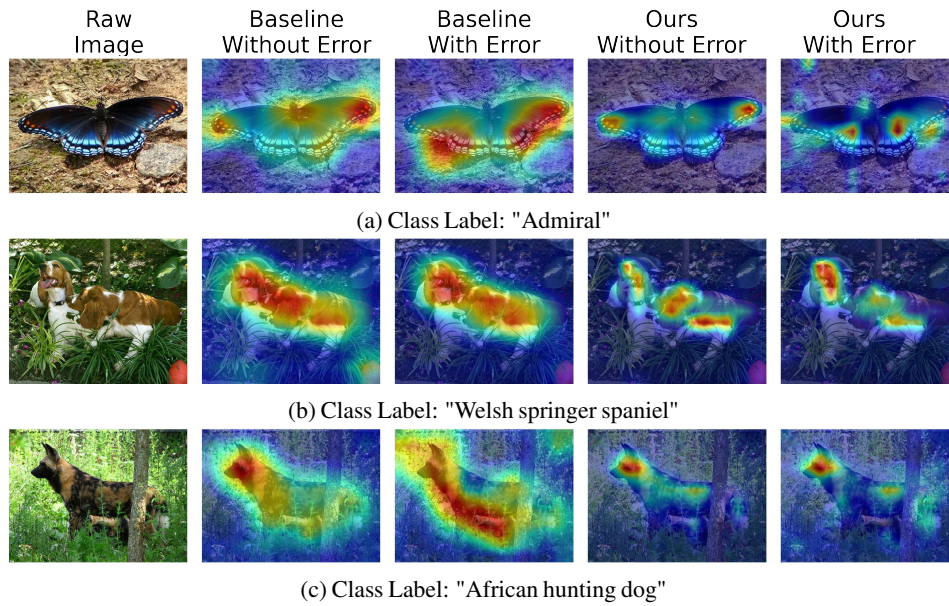 Raw Image
Baseline Without Error
Baseline With Error
Ours Without Error
Ours With Error
(a) Class Label: "Admiral"
(b) Class Label: "Welsh springer spaniel"
(c) Class Label: "African hunting dog"